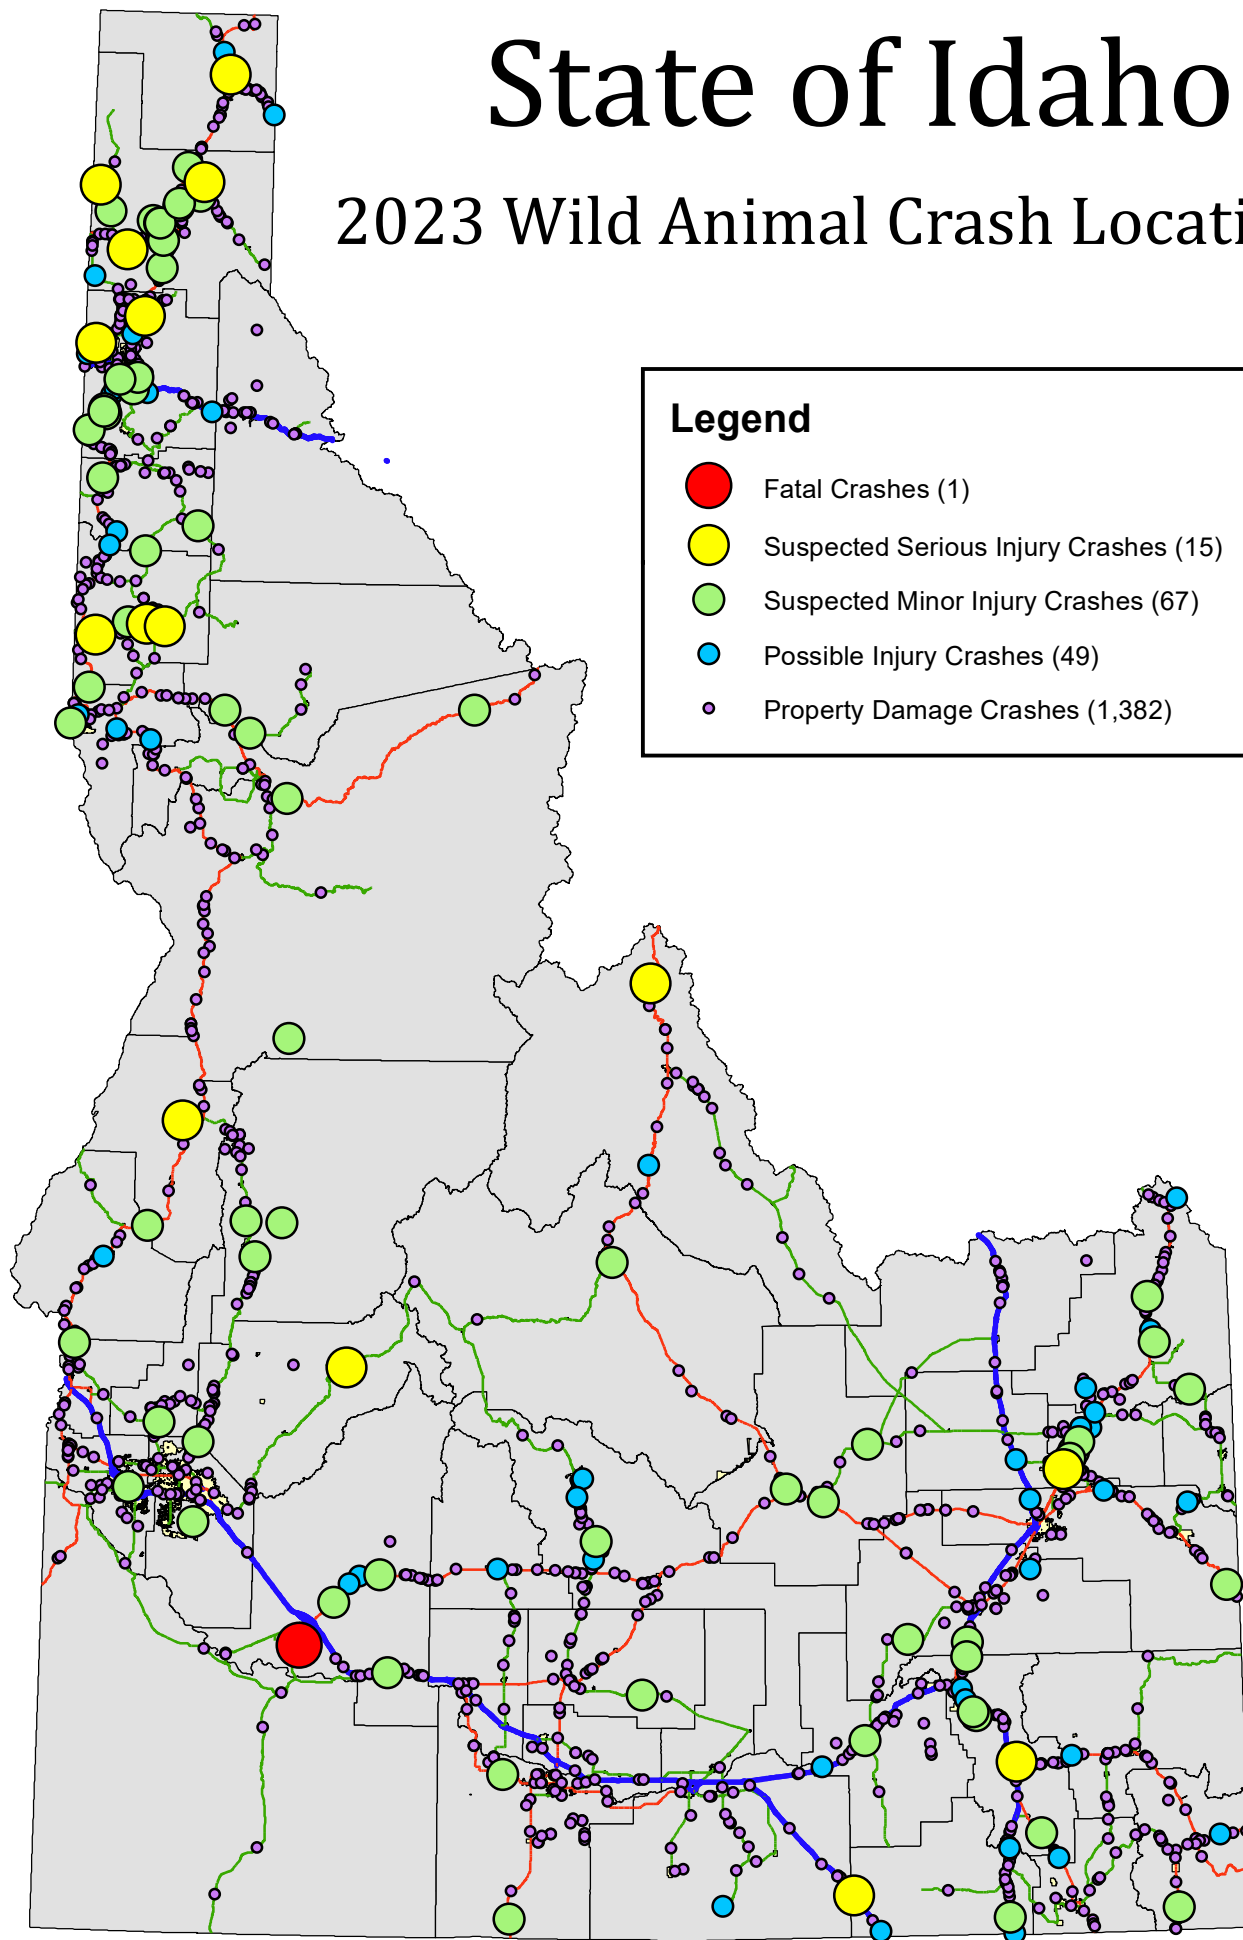 State of Idaho
2023 Wild Animal Crash Locati
Legend
Fatal Crashes (1)
Suspected Serious Injury Crashes (15)
Suspected Minor Injury Crashes (67)
Possible Injury Crashes (49)
Property Damage Crashes (1,382)